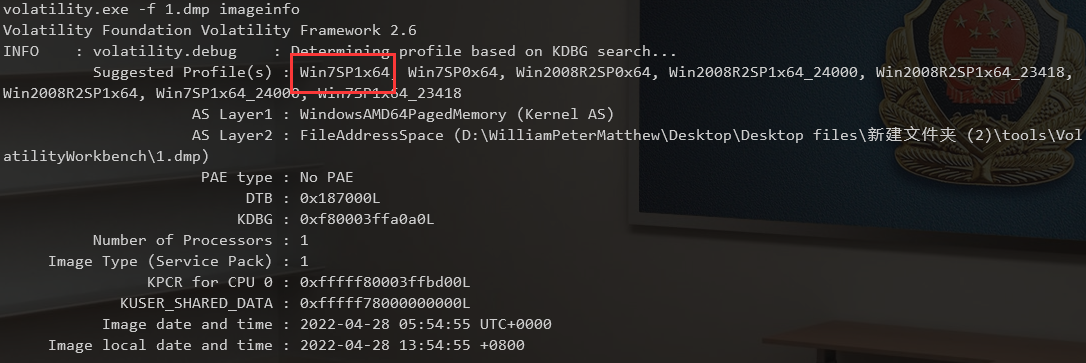 volatility.exe -f 1.dmp imageinfo
Volatility Foundation Volatility Framework 2.6
INFO    : volatility.debug    : Determining profile based on KDBG search...
Suggested Profile(s) : Win7SP1x64, Win7SP0x64, Win2008R2SP0x64, Win2008R2SP1x64_24000, Win2008R2SP1x64_23418,
Win2008R2SP1x64, Win7SP1x64_24000, Win7SP1x64_23418
AS Layer1 : WindowsAMD64PagedMemory (Kernel AS)
AS Layer2 : FileAddressSpace (D:\WilliamPeterMatthew\Desktop\Desktop files\新建文件夹 (2)\tools\Vol
atilityWorkbench\1.dmp)
PAE type : No PAE
DTB : 0x187000L
KDBG : 0xf80003ffa0a0L
Number of Processors : 1
Image Type (Service Pack) : 1
KPCR for CPU 0 : 0xfffff80003ffbd00L
KUSER_SHARED_DATA : 0xfffff78000000000L
Image date and time : 2022-04-28 05:54:55 UTC+0000
Image local date and time : 2022-04-28 13:54:55 +0800